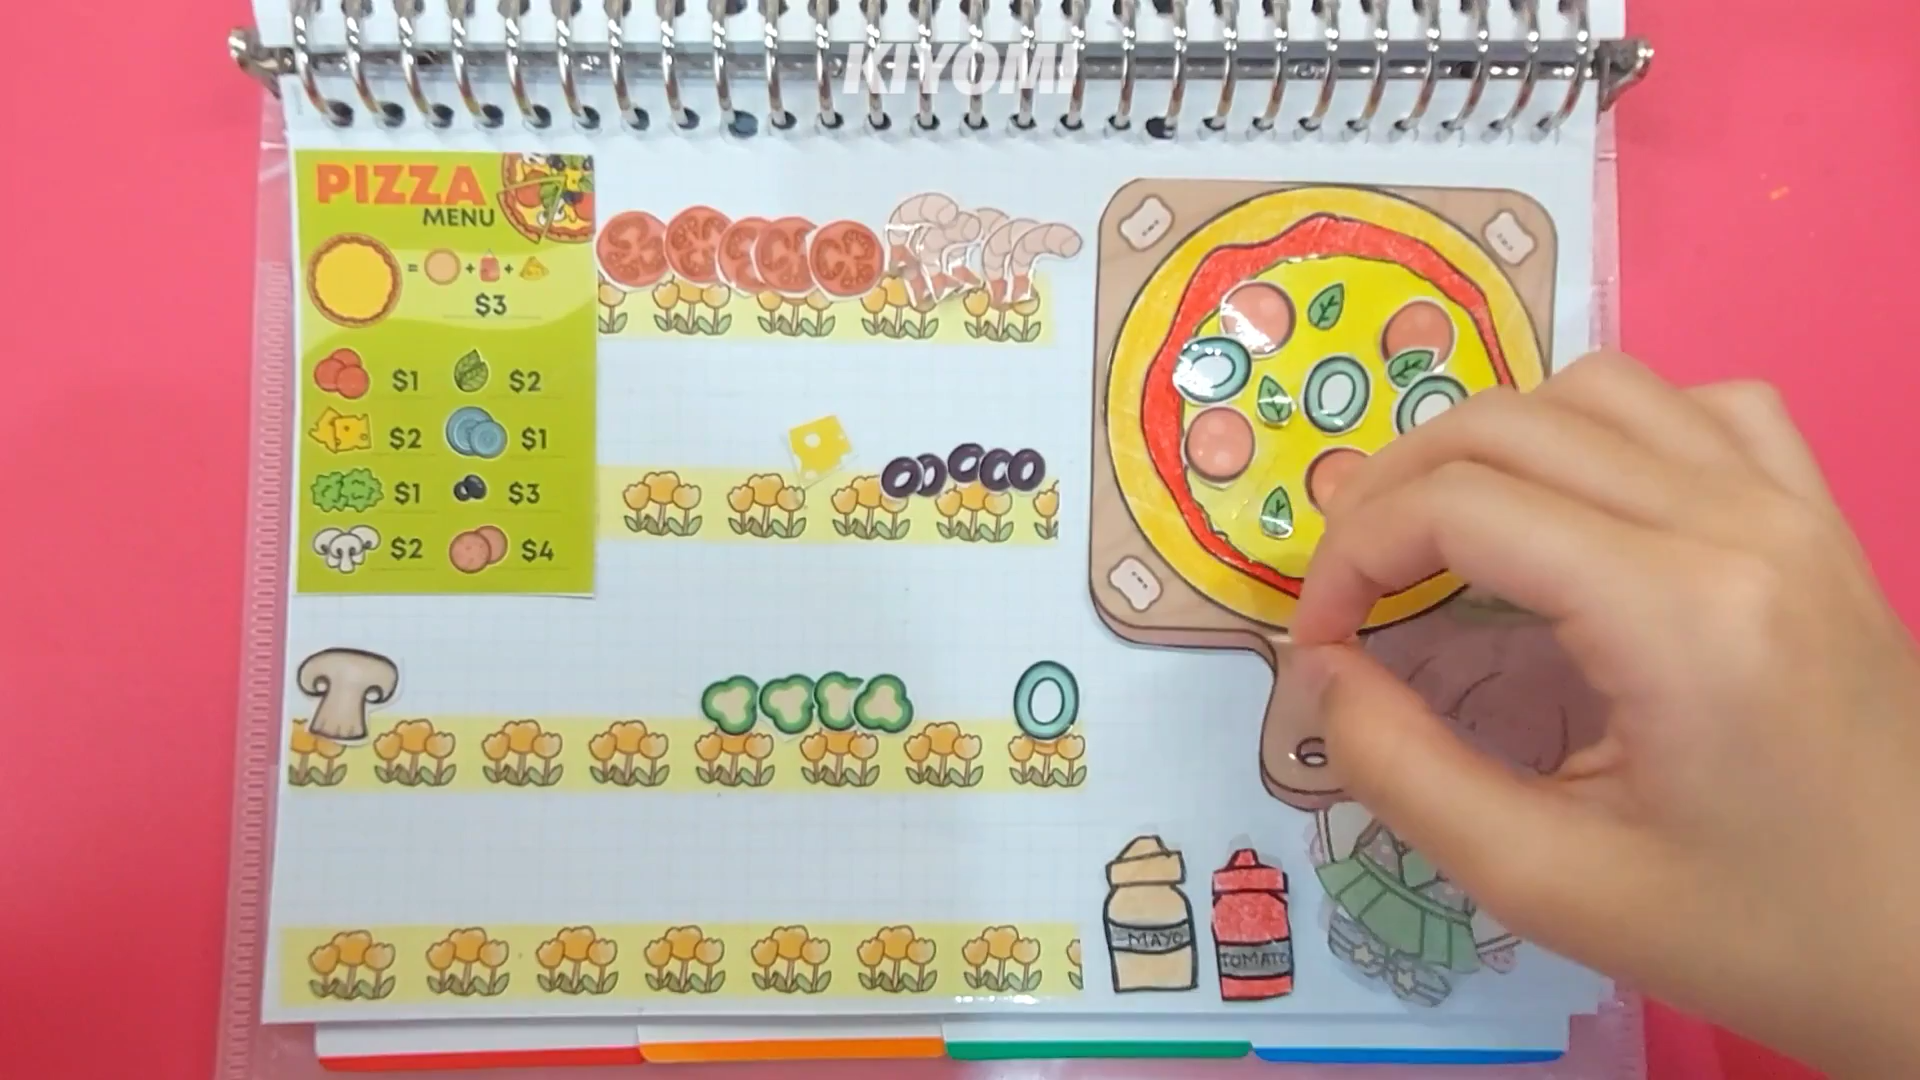 KIYOMI
PIZZA
MENU
= + +
$3
$1 $2
$2 $1
$1 $3
$2 $4
MAYO
TOMATO